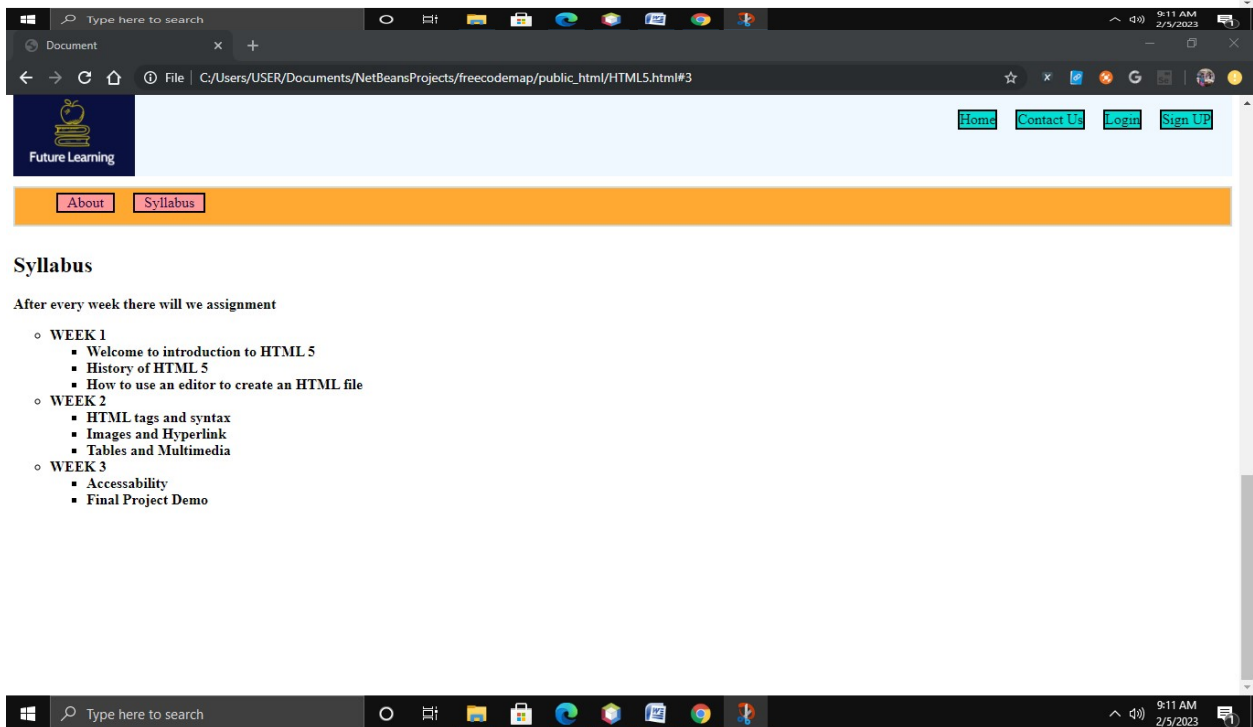 Type here to search
9:11 AM
2/5/2023
Document
File C:/Users/USER/Documents/NetBeansProjects/freecodemap/public_html/HTML5.html#3
Future Learning
Home Contact Us Login Sign UP
About Syllabus
Syllabus
After every week there will we assignment
WEEK 1
Welcome to introduction to HTML 5
History of HTML 5
How to use an editor to create an HTML file
WEEK 2
HTML tags and syntax
Images and Hyperlink
Tables and Multimedia
WEEK 3
Accessability
Final Project Demo
Type here to search
9:11 AM
2/5/2023